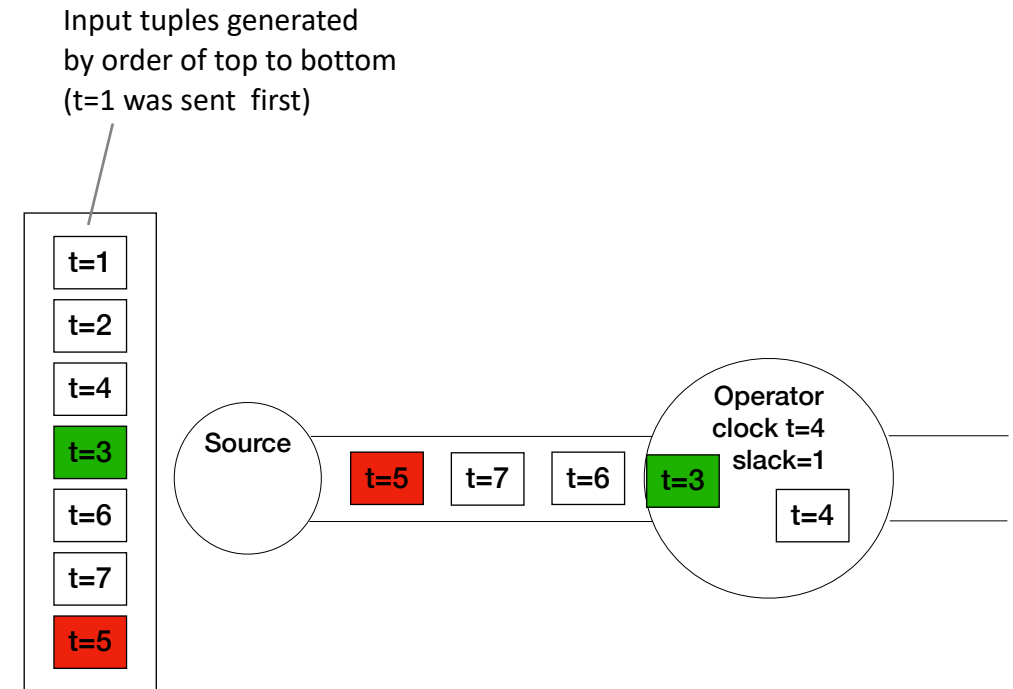 Input tuples generated
by order of top to bottom
(t=1 was sent  first)
t=1
t=2
t=4
t=3
t=6
t=7
t=5
Source
t=5
t=7
t=6
t=3
Operator
clock t=4
slack=1
t=4